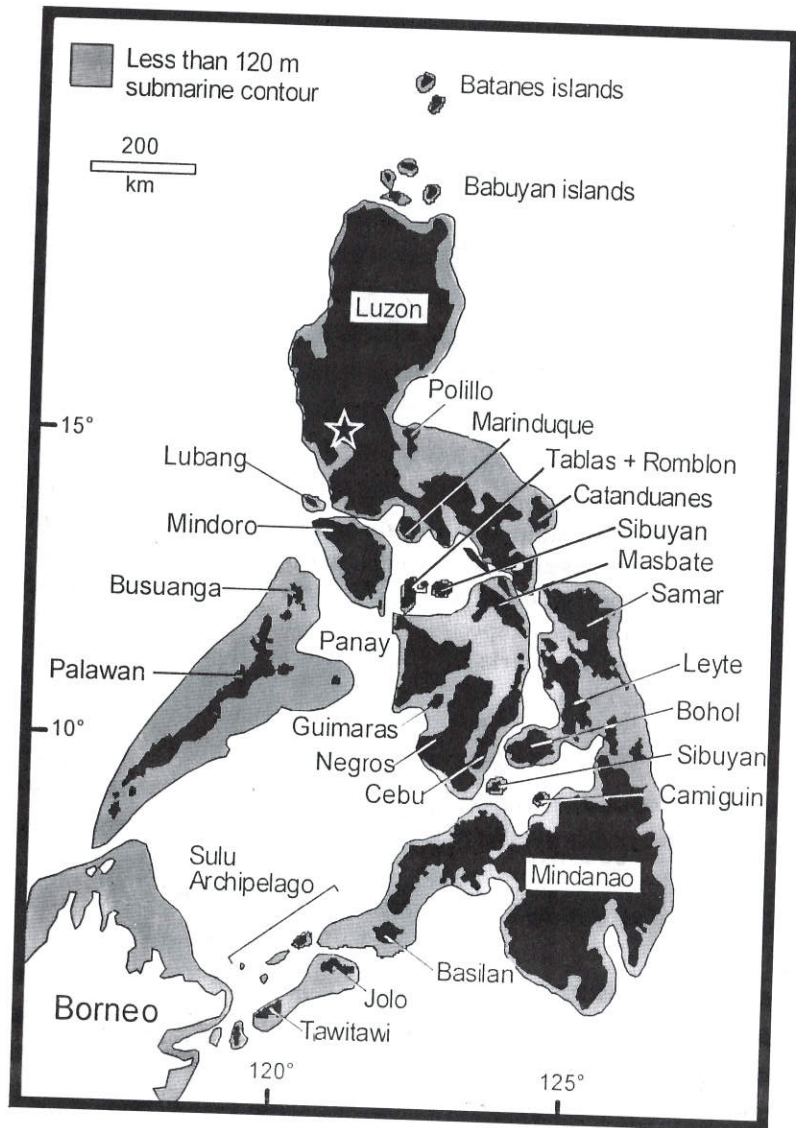 Less than 120 m
submarine contour
200
km
Batanes islands
Babuyan islands
Luzon
Polillo
15°
Marinduque
Lubang
Tablas + Romblon
Catanduanes
Mindoro
Sibuyan
Masbate
Busuanga
Samar
Panay
Palawan
Leyte
10°
Guimaras
Bohol
Negros
Sibuyan
Cebu
Camiguin
Sulu
Archipelago
Mindanao
Basilan
Borneo
Jolo
Tawitawi
120°
125°